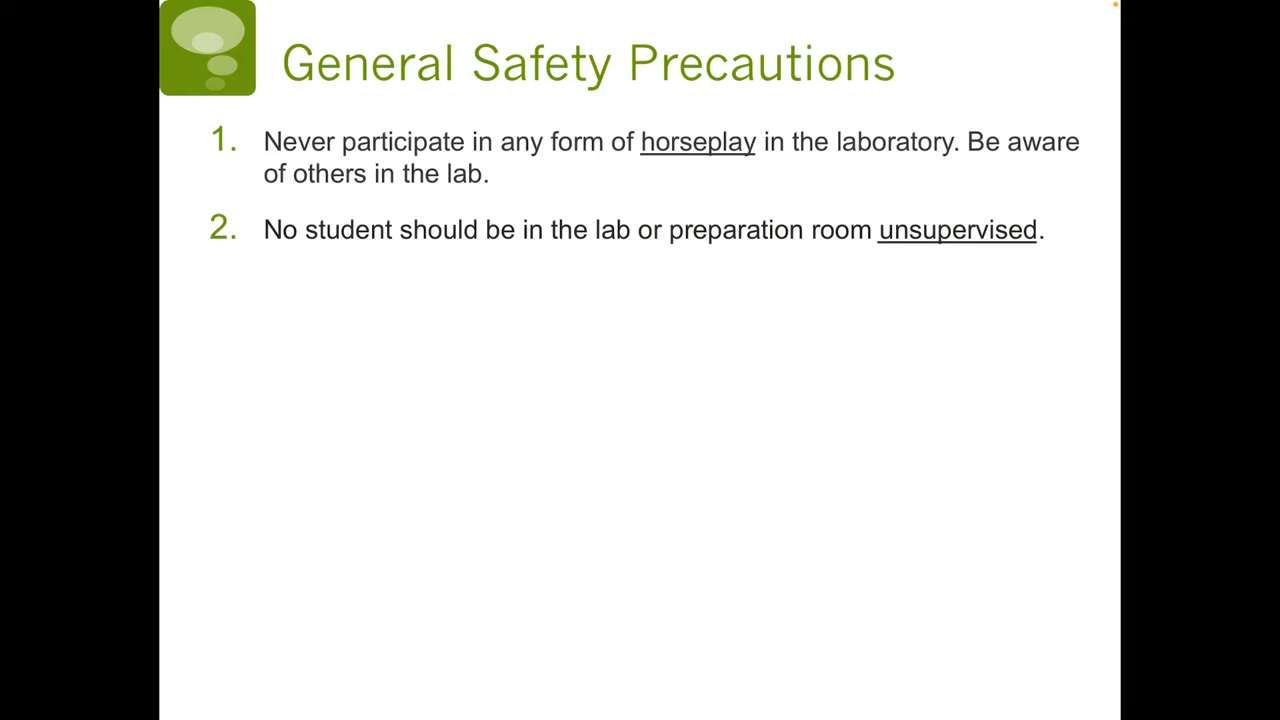 General Safety Precautions
1. Never participate in any form of horseplay in the laboratory. Be aware
of others in the lab.
2. No student should be in the lab or preparation room unsupervised.